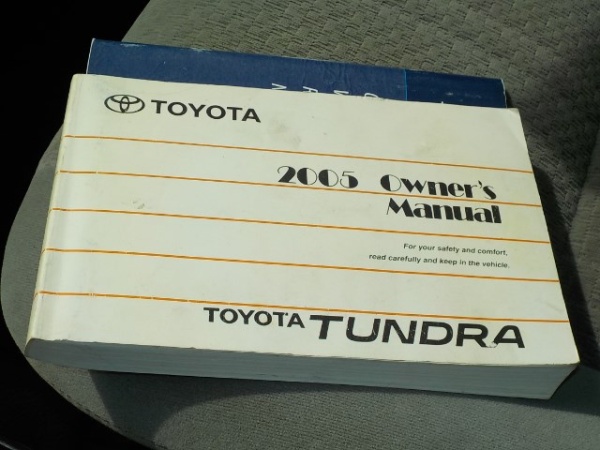 TOYOTA
2005 Owner's
Manual
For your safety and comfort,
read carefully and keep in the vehicle.
TOYOTA TUNDRA